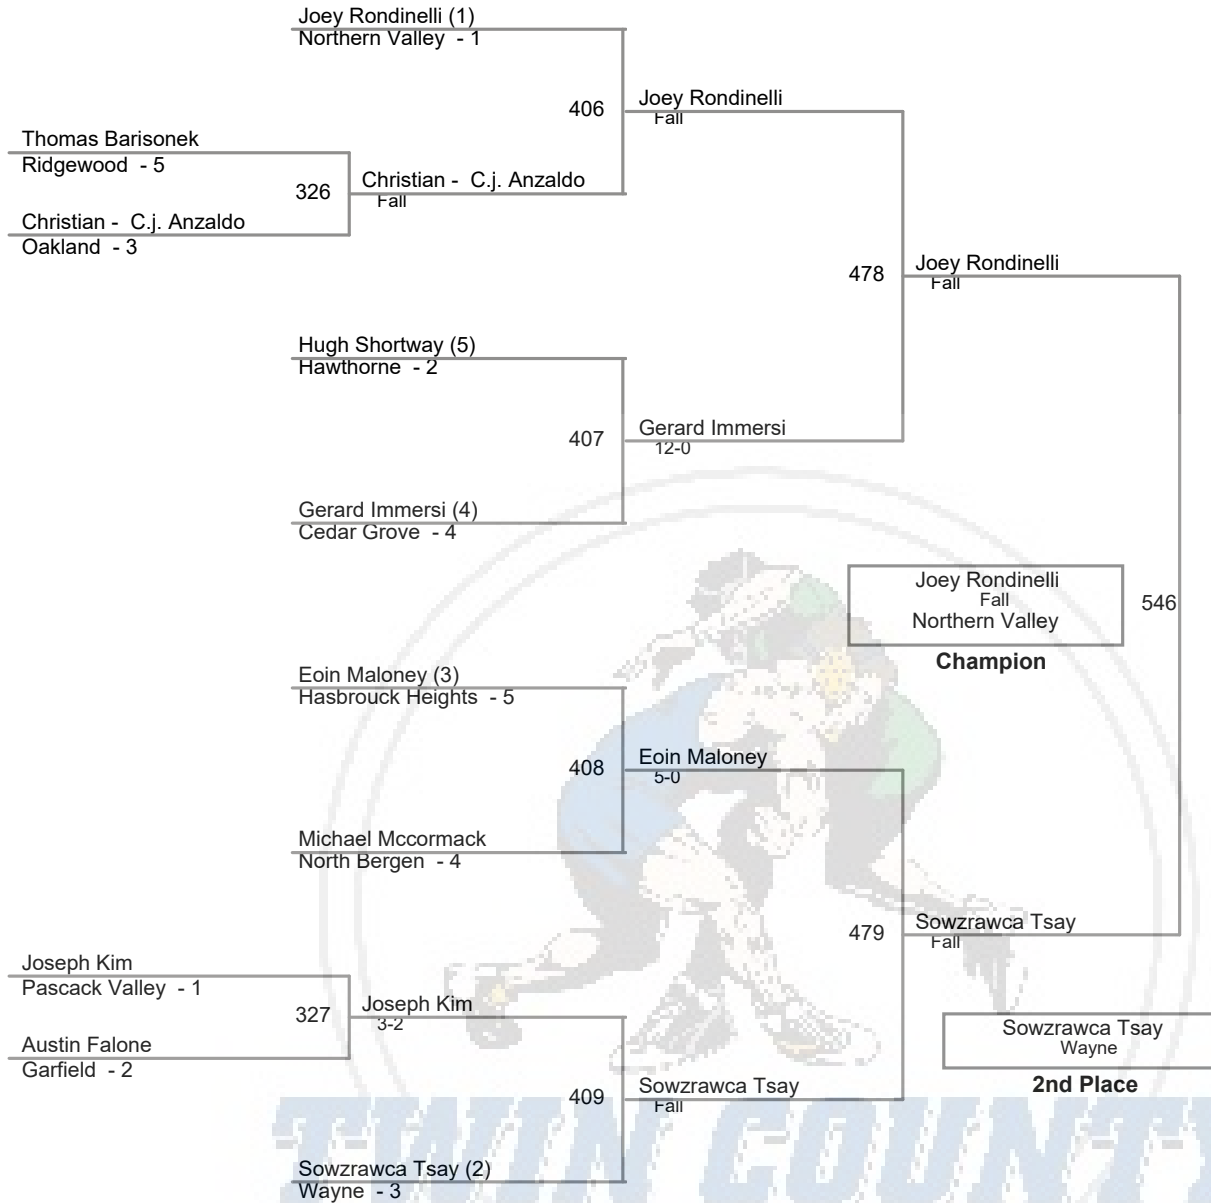 Joey Rondinelli (1)
Northern Valley - 1
406
Joey Rondinelli
Fall
Thomas Barisonek
Ridgewood - 5
326
Christian - C.j. Anzaldo
Fall
Christian - C.j. Anzaldo
Oakland - 3
478
Joey Rondinelli
Fall
Hugh Shortway (5)
Hawthorne - 2
407
Gerard Immersi
12-0
Gerard Immersi (4)
Cedar Grove - 4
Joey Rondinelli
Fall
Northern Valley
546
Champion
Eoin Maloney (3)
Hasbrouck Heights - 5
408
Eoin Maloney
5-0
Michael Mccormack
North Bergen - 4
479
Sowzrawca Tsay
Fall
Joseph Kim
Pascack Valley - 1
327
Joseph Kim
3-2
Austin Falone
Garfield - 2
Sowzrawca Tsay
Wayne
2nd Place
409
Sowzrawca Tsay
Fall
Sowzrawca Tsay (2)
Wayne - 3
TWIN COUNTY